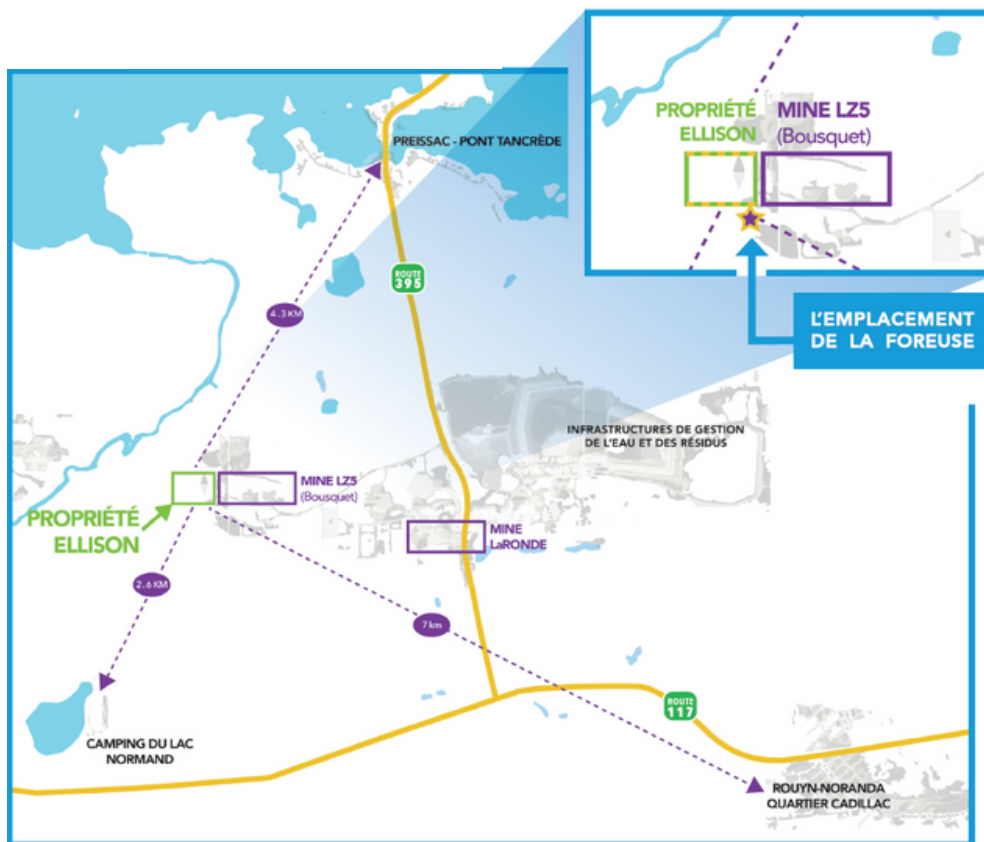 PREISSAC - PONT TANCRÈDE
PROPRIÉTÉ
ELLISON
MINE LZ5
(Bousquet)
L'EMPLACEMENT
DE LA FOREUSE
ROUTE
395
4.3 KM
INFRASTRUCTURES DE GESTION
DE L'EAU ET DES RÉSIDUS
MINE LZ5
(Bousquet)
PROPRIÉTÉ
ELLISON
MINE
LaRONDE
2.6 KM
7 km
ROUTE
117
CAMPING DU LAC
NORMAND
ROUYN-NORANDA
QUARTIER CADILLAC